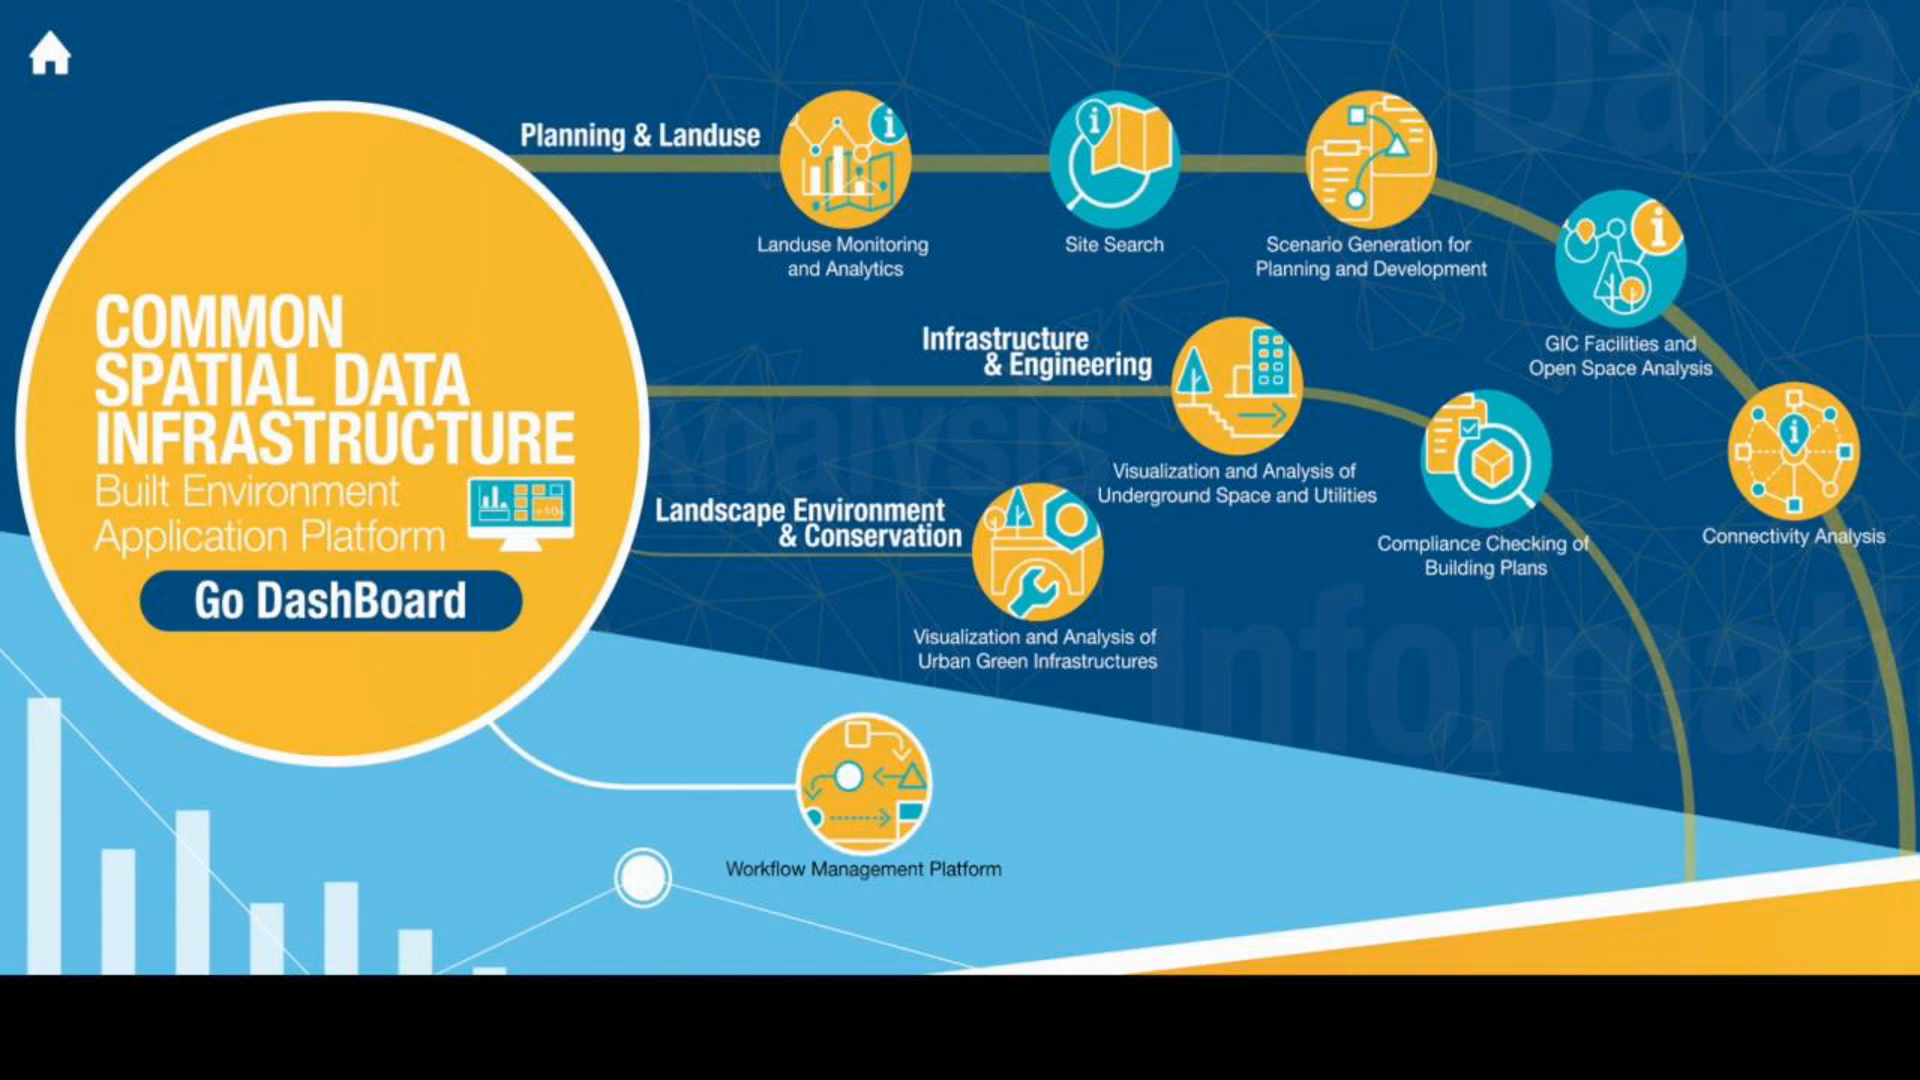 COMMON
SPATIAL DATA
INFRASTRUCTURE
Built Environment
Application Platform
Go DashBoard
Planning & Landuse
Landuse Monitoring
and Analytics
Site Search
Scenario Generation for
Planning and Development
GIC Facilities and
Open Space Analysis
Connectivity Analysis
Infrastructure
& Engineering
Visualization and Analysis of
Underground Space and Utilities
Compliance Checking of
Building Plans
Landscape Environment
& Conservation
Visualization and Analysis of
Urban Green Infrastructures
Workflow Management Platform
Data
Analysis
Informati